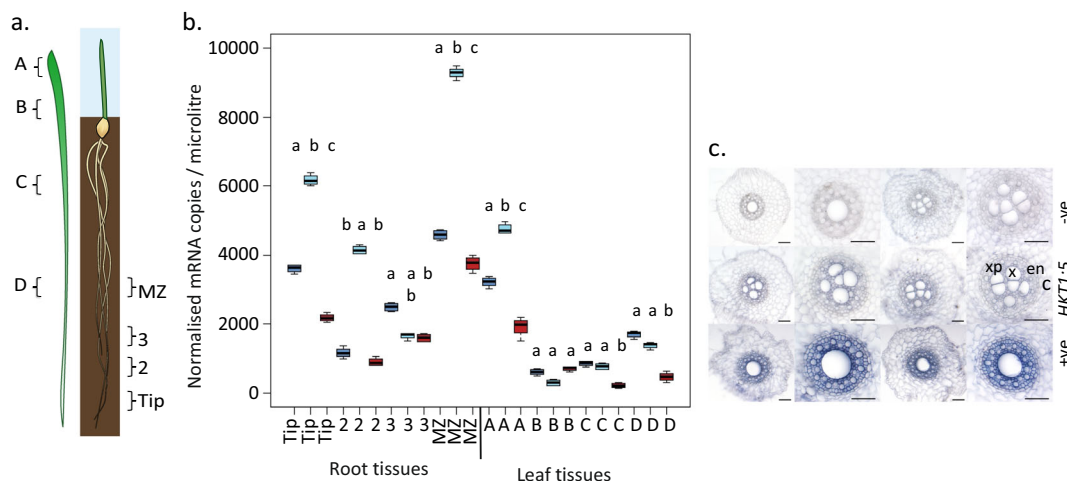 a.
A
B
C
D
MZ
3
2
Tip
b.
Normalised mRNA copies / microlitre
10000
8000
6000
4000
2000
0
a b c
a b c
b a b
a a b
b
a b c
a a a
a a b
a a b
Tip Tip Tip 2 2 2 3 3 3 MZ MZ MZ A A A B B B C C C D D D
Root tissues
Leaf tissues
c.
-ve
xp x en
c
HKT1;5
+ve